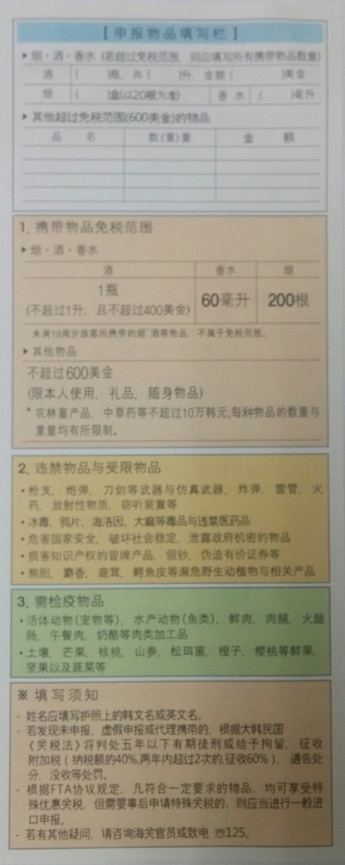 [ 申报物品填写栏 ]
▶ 烟·酒·香水 (若超过免税范围, 则应填写所有携带物品数量)
酒 ( )瓶, 共 ( )升, 金额 ( )美金
烟 ( )盒(以20根为准) 香 水 ( )毫升
▶ 其他超过免税范围(600美金)的物品
品 名 数(重)量 金 额
1. 携带物品免税范围
▶ 烟·酒·香水
酒 香水 烟
1瓶
(不超过1升, 且不超过400美金) 60毫升 200根
未满19周岁旅客所携带的烟酒等物品, 不属于免税范围。
▶ 其他物品
不超过600美金
(限本人使用, 礼品, 随身物品)
* 农林畜产品, 中草药等不超过10万韩元,每种物品的数量与
重量均有所限制.
2. 违禁物品与受限物品
• 枪支, 炮弹, 刀剑等武器与仿真武器, 炸弹, 雷管, 火
药, 放射性物质, 窃听装置等
• 冰毒, 鸦片, 海洛因, 大麻等毒品与违禁医药品
• 危害国家安全, 破坏社会稳定, 泄露政府机密的物品
• 损害知识产权的冒牌产品, 假钞, 伪造有价证券等
• 熊胆, 麝香, 鹿茸, 鳄鱼皮等濒危野生动植物与相关产品
3. 需检疫物品
• 活体动物(宠物等), 水产动物(鱼类), 鲜肉, 肉脯, 火腿
肠, 午餐肉, 奶酪等肉类加工品
• 土壤, 芒果, 核桃, 山参, 松茸菌, 橙子, 樱桃等鲜果,
坚果以及蔬菜等
※ 填写须知
- 姓名应填写护照上的韩文名或英文名。
- 若发现未申报, 虚假申报或代理携带的, 根据大韩民国
《关税法》将判处五年以下有期徒刑或给予拘留, 征收
附加税 ( 纳税额的40%,两年内超过2次的,征收60% ), 通告处
分, 没收等处罚。
- 根据FTA协议规定, 凡符合一定要求的物品, 均可享受特
殊优惠关税, 但需要事后申请特殊关税的, 则应当进行一般进
口申报。
- 若有其他疑问, 请咨询海关官员或致电 ☏125。